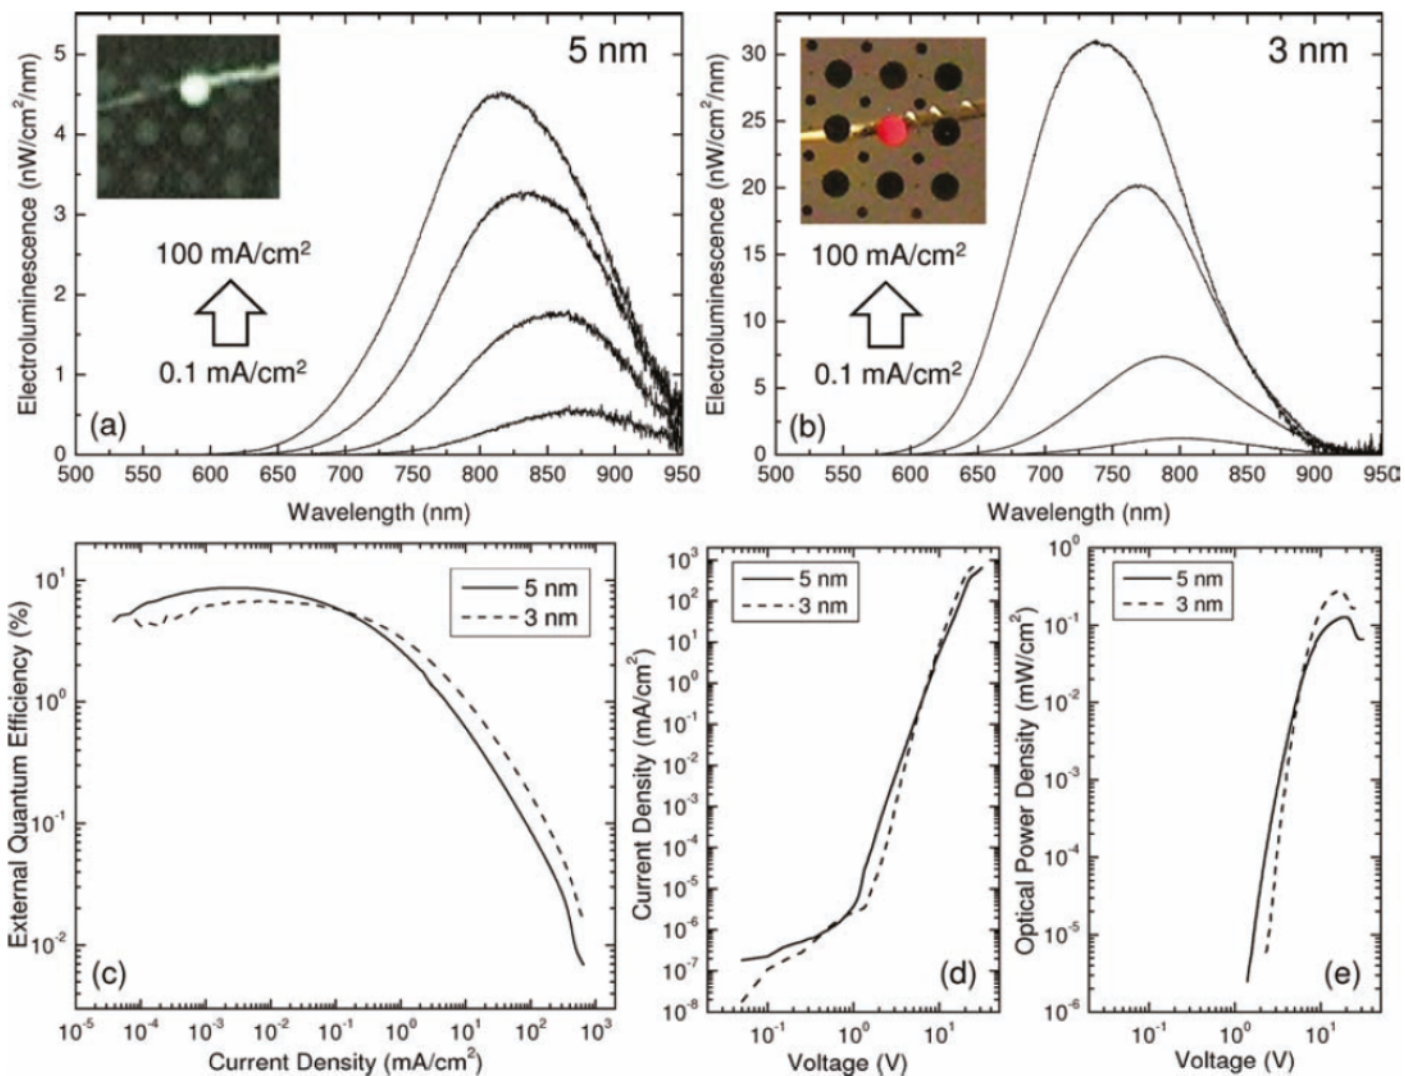 5 nm
Electroluminescence (nW/cm²/nm)
5
4
3
2
1
0
100 mA/cm²
0.1 mA/cm²
(a)
500 550 600 650 700 750 800 850 900 950
Wavelength (nm)
3 nm
Electroluminescence (nW/cm²/nm)
30
25
20
15
10
5
0
100 mA/cm²
0.1 mA/cm²
(b)
500 550 600 650 700 750 800 850 900 950
Wavelength (nm)
External Quantum Efficiency (%)
10¹
10⁰
10⁻¹
10⁻²
5 nm
3 nm
(c)
10⁻⁵ 10⁻⁴ 10⁻³ 10⁻² 10⁻¹ 10⁰ 10¹ 10² 10³
Current Density (mA/cm²)
Current Density (mA/cm²)
10³
10²
10¹
10⁰
10⁻¹
10⁻²
10⁻³
10⁻⁴
10⁻⁵
10⁻⁶
10⁻⁷
10⁻⁸
5 nm
3 nm
(d)
10⁻¹ 10⁰ 10¹
Voltage (V)
Optical Power Density (mW/cm²)
10⁰
10⁻¹
10⁻²
10⁻³
10⁻⁴
10⁻⁵
10⁻⁶
5 nm
3 nm
(e)
10⁻¹ 10⁰ 10¹
Voltage (V)